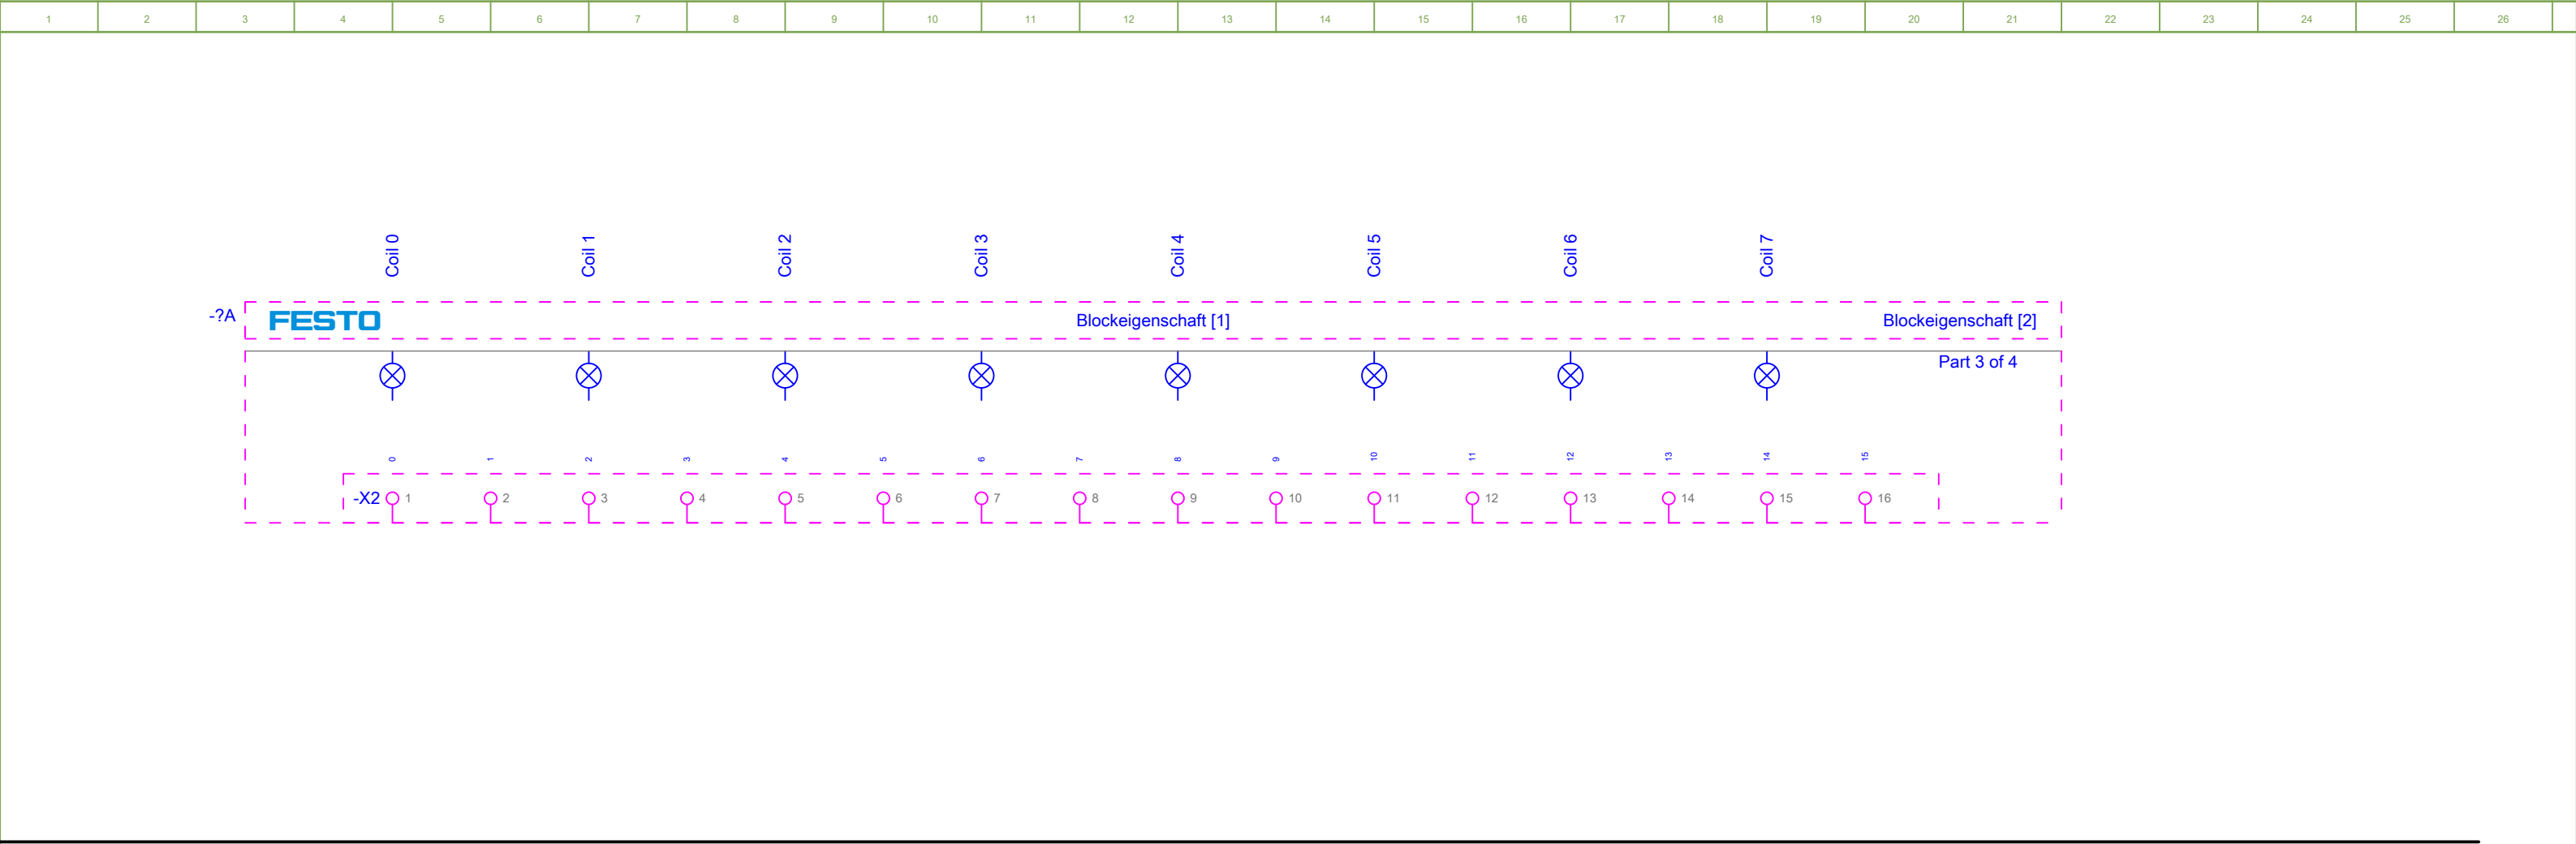 1 2 3 4 5 6 7 8 9 10 11 12 13 14 15 16 17 18 19 20 21 22 23 24 25 26
Coil 0 Coil 1 Coil 2 Coil 3 Coil 4 Coil 5 Coil 6 Coil 7
-?A FESTO Blockeigenschaft [1] Blockeigenschaft [2]
Part 3 of 4
0 1 2 3 4 5 6 7 8 9 10 11 12 13 14 15
-X2 1 2 3 4 5 6 7 8 9 10 11 12 13 14 15 16